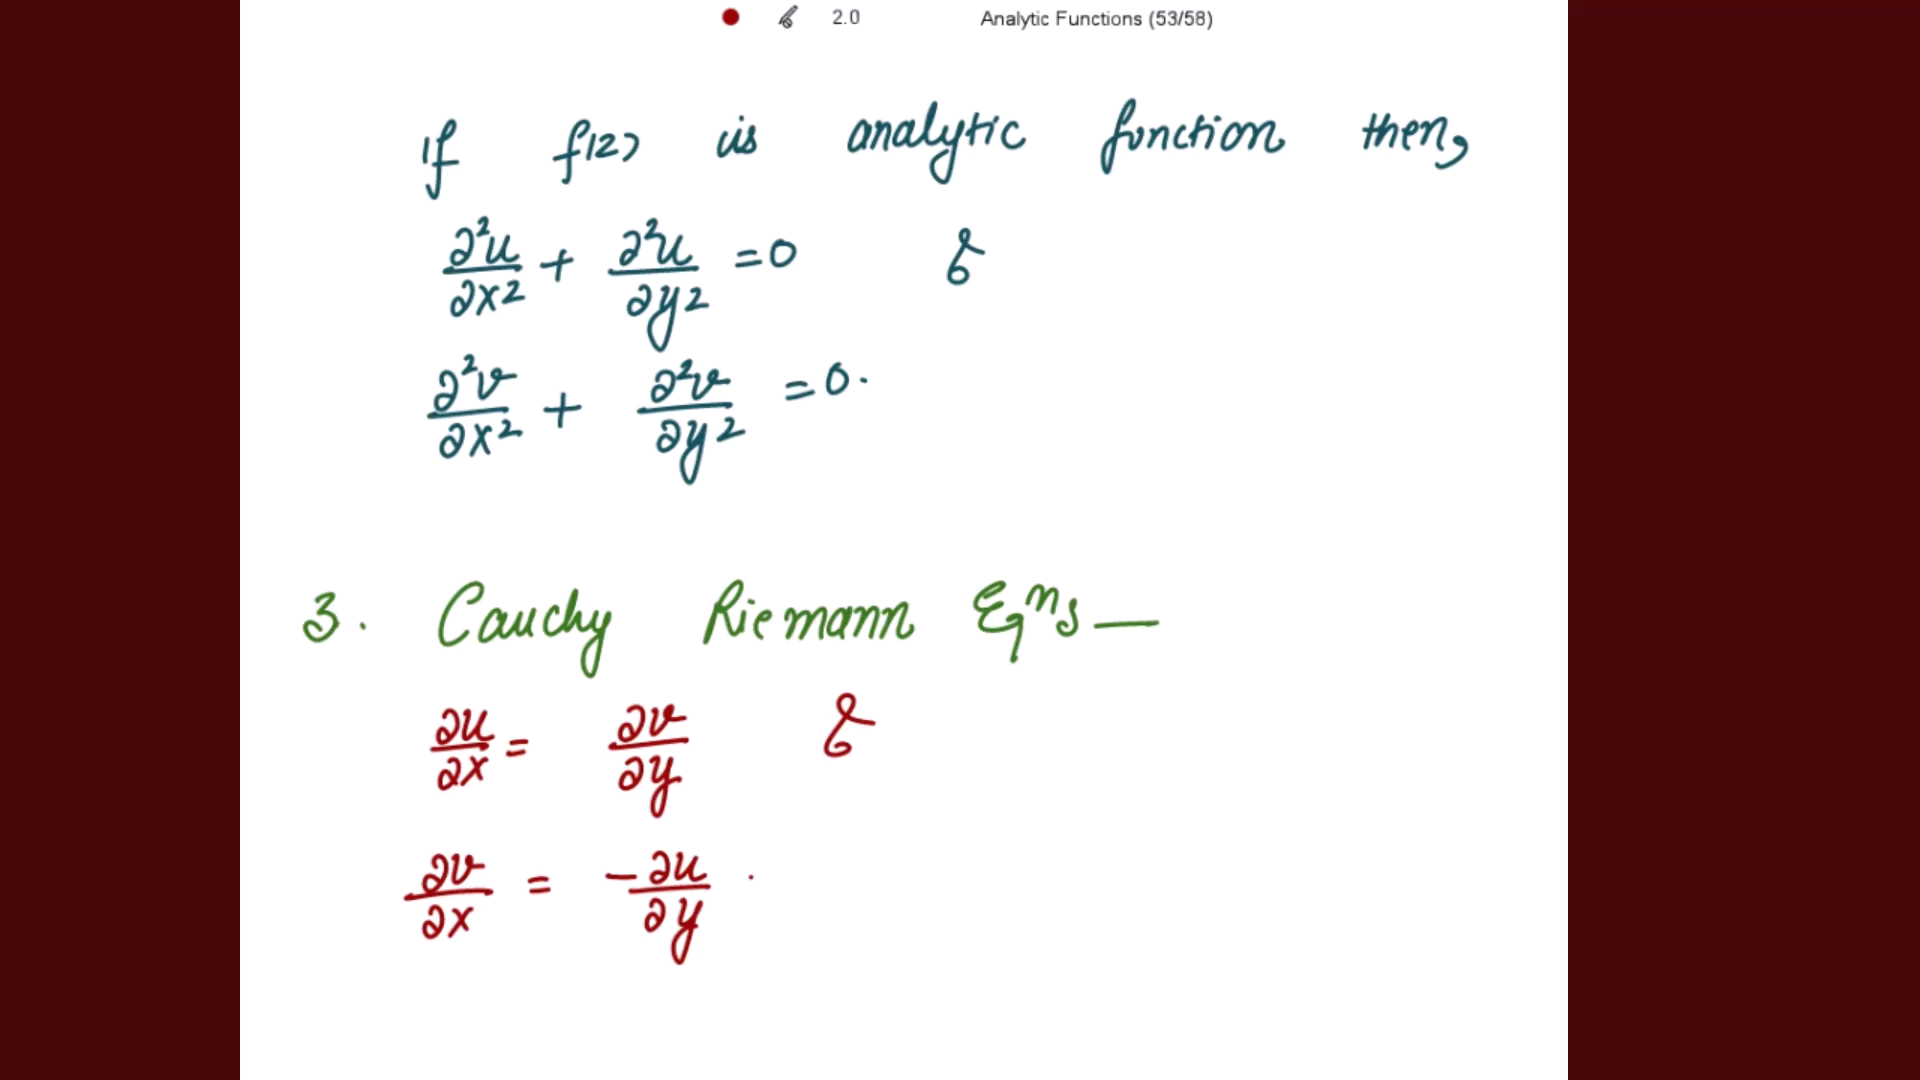 2.0 Analytic Functions (53/58)
If f(z) is analytic function then,
∂²u/∂x² + ∂²u/∂y² = 0 &
∂²v/∂x² + ∂²v/∂y² = 0.
3. Cauchy Riemann Eqⁿs —
∂u/∂x = ∂v/∂y &
∂v/∂x = -∂u/∂y .